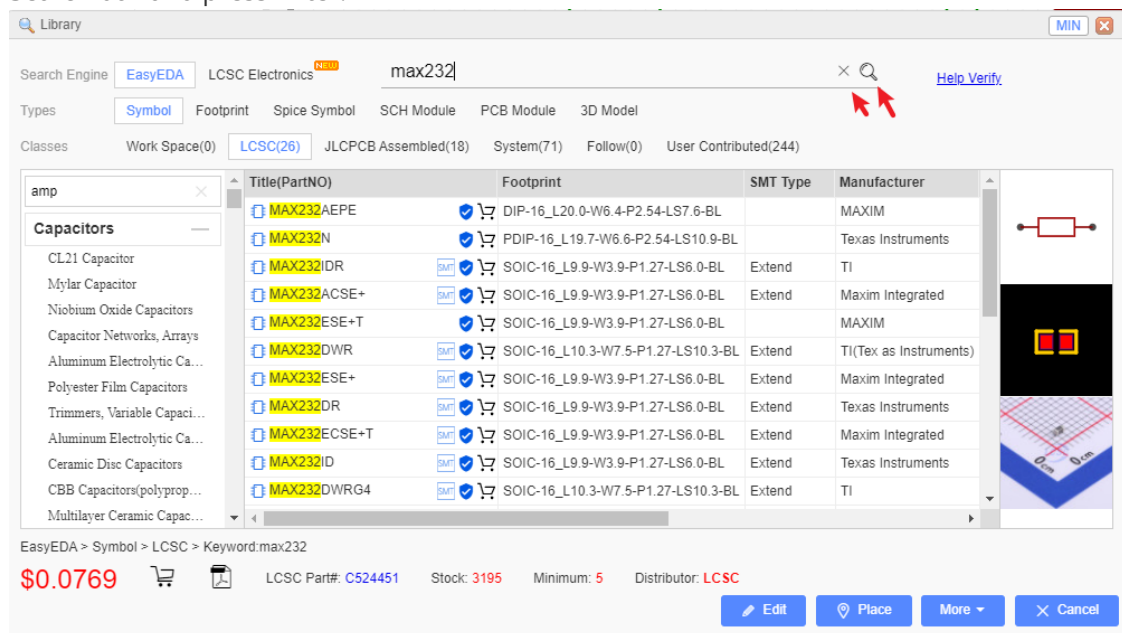 Library MIN
Search Engine EasyEDA LCSC Electronics NEW max232 Help Verify
Types Symbol Footprint Spice Symbol SCH Module PCB Module 3D Model
Classes Work Space(0) LCSC(26) JLCPCB Assembled(18) System(71) Follow(0) User Contributed(244)
amp
Capacitors
CL21 Capacitor
Mylar Capacitor
Niobium Oxide Capacitors
Capacitor Networks, Arrays
Aluminum Electrolytic Ca...
Polyester Film Capacitors
Trimmers, Variable Capaci...
Aluminum Electrolytic Ca...
Ceramic Disc Capacitors
CBB Capacitors(polyprop...
Multilayer Ceramic Capac...
Title(PartNO) Footprint SMT Type Manufacturer
MAX232AEPE DIP-16_L20.0-W6.4-P2.54-LS7.6-BL MAXIM
MAX232N PDIP-16_L19.7-W6.6-P2.54-LS10.9-BL Texas Instruments
MAX232IDR SMT SOIC-16_L9.9-W3.9-P1.27-LS6.0-BL Extend TI
MAX232ACSE+ SMT SOIC-16_L9.9-W3.9-P1.27-LS6.0-BL Extend Maxim Integrated
MAX232ESE+T SOIC-16_L9.9-W3.9-P1.27-LS6.0-BL MAXIM
MAX232DWR SMT SOIC-16_L10.3-W7.5-P1.27-LS10.3-BL Extend TI(Tex as Instruments)
MAX232ESE+ SMT SOIC-16_L9.9-W3.9-P1.27-LS6.0-BL Extend Maxim Integrated
MAX232DR SMT SOIC-16_L9.9-W3.9-P1.27-LS6.0-BL Extend Texas Instruments
MAX232ECSE+T SMT SOIC-16_L9.9-W3.9-P1.27-LS6.0-BL Extend Maxim Integrated
MAX232ID SMT SOIC-16_L9.9-W3.9-P1.27-LS6.0-BL Extend Texas Instruments
MAX232DWRG4 SMT SOIC-16_L10.3-W7.5-P1.27-LS10.3-BL Extend TI
0cm 0cm
EasyEDA > Symbol > LCSC > Keyword:max232
$0.0769 LCSC Part#: C524451 Stock: 3195 Minimum: 5 Distributor: LCSC
Edit Place More Cancel